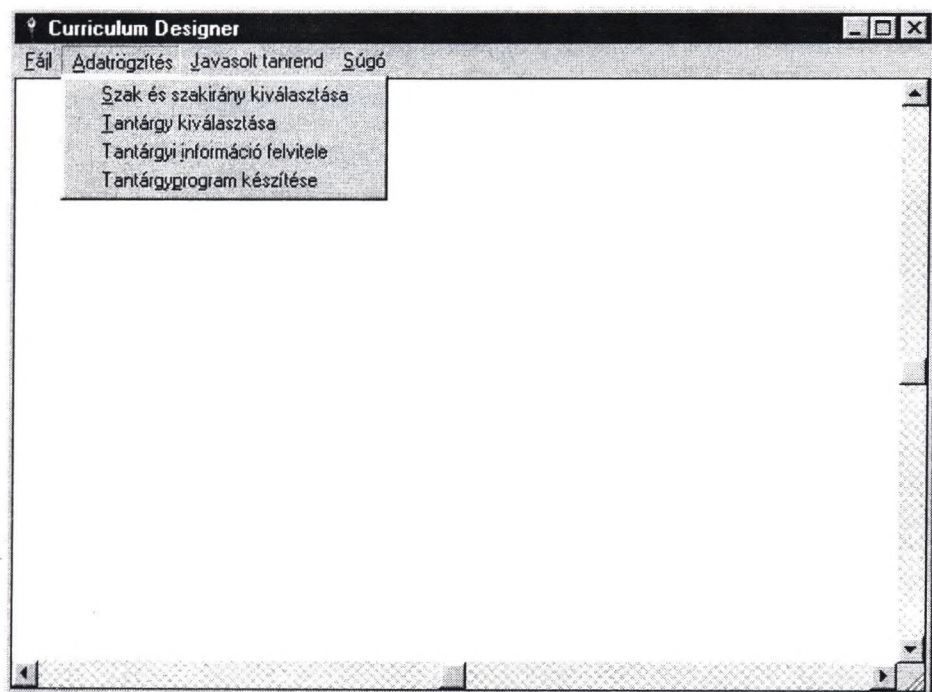 Curriculum Designer
Fájl Adatrögzítés Javasolt tanrend Súgó
Szak és szakirány kiválasztása
Tantárgy kiválasztása
Tantárgyi információ felvitele
Tantárgyprogram készítése